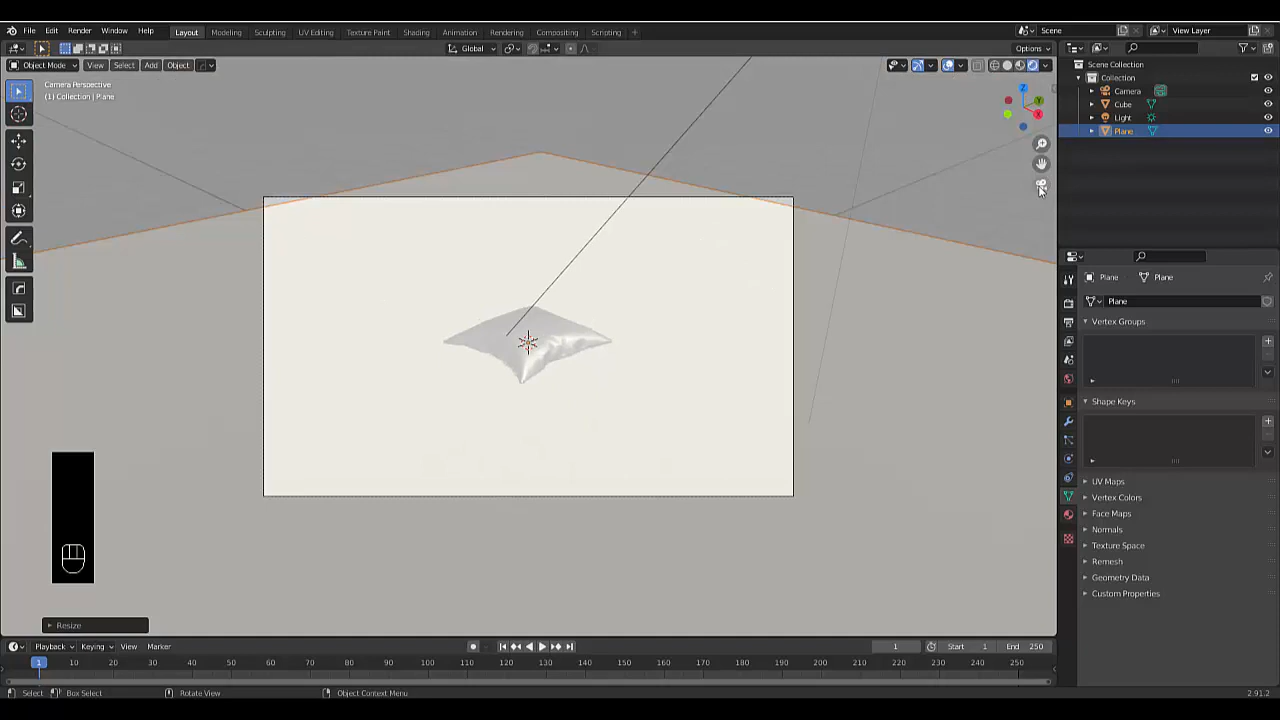 File Edit Render Window Help Layout Modeling Sculpting UV Editing Texture Paint Shading Animation Rendering Compositing Scripting + Scene View Layer
Global Options
Object Mode View Select Add Object
Camera Perspective
(1) Collection | Plane
Scene Collection
Collection
Camera
Cube
Light
Plane
Plane Plane
Plane
Vertex Groups
Shape Keys
UV Maps
Vertex Colors
Face Maps
Normals
Texture Space
Remesh
Geometry Data
Custom Properties
Resize
Playback Keying View Marker 1 Start 1 End 250
1 10 20 30 40 50 60 70 80 90 100 110 120 130 140 150 160 170 180 190 200 210 220 230 240 250
Select Box Select Rotate View Object Context Menu 2.91.2